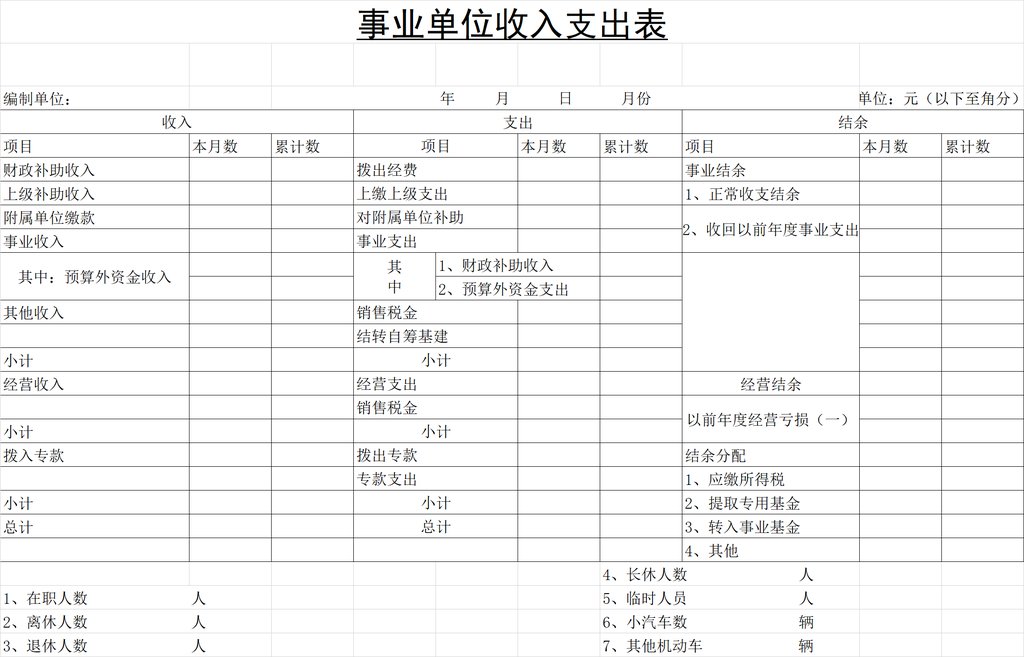 事业单位收入支出表
编制单位: 年 月 日 月份 单位：元（以下至角分）
收入 支出 结余
项目 本月数 累计数 项目 本月数 累计数 项目 本月数 累计数
财政补助收入 拨出经费 事业结余
上级补助收入 上缴上级支出 1、正常收支结余
附属单位缴款 对附属单位补助
2、收回以前年度事业支出
事业收入 事业支出
其中：预算外资金收入 其中 1、财政补助收入
2、预算外资金支出
其他收入 销售税金
结转自筹基建
小计 小计
经营收入 经营支出 经营结余
销售税金
以前年度经营亏损（一）
小计 小计
拨入专款 拨出专款 结余分配
专款支出 1、应缴所得税
小计 小计 2、提取专用基金
总计 总计 3、转入事业基金
4、其他
4、长休人数 人
1、在职人数 人 5、临时人员 人
2、离休人数 人 6、小汽车数 辆
3、退休人数 人 7、其他机动车 辆